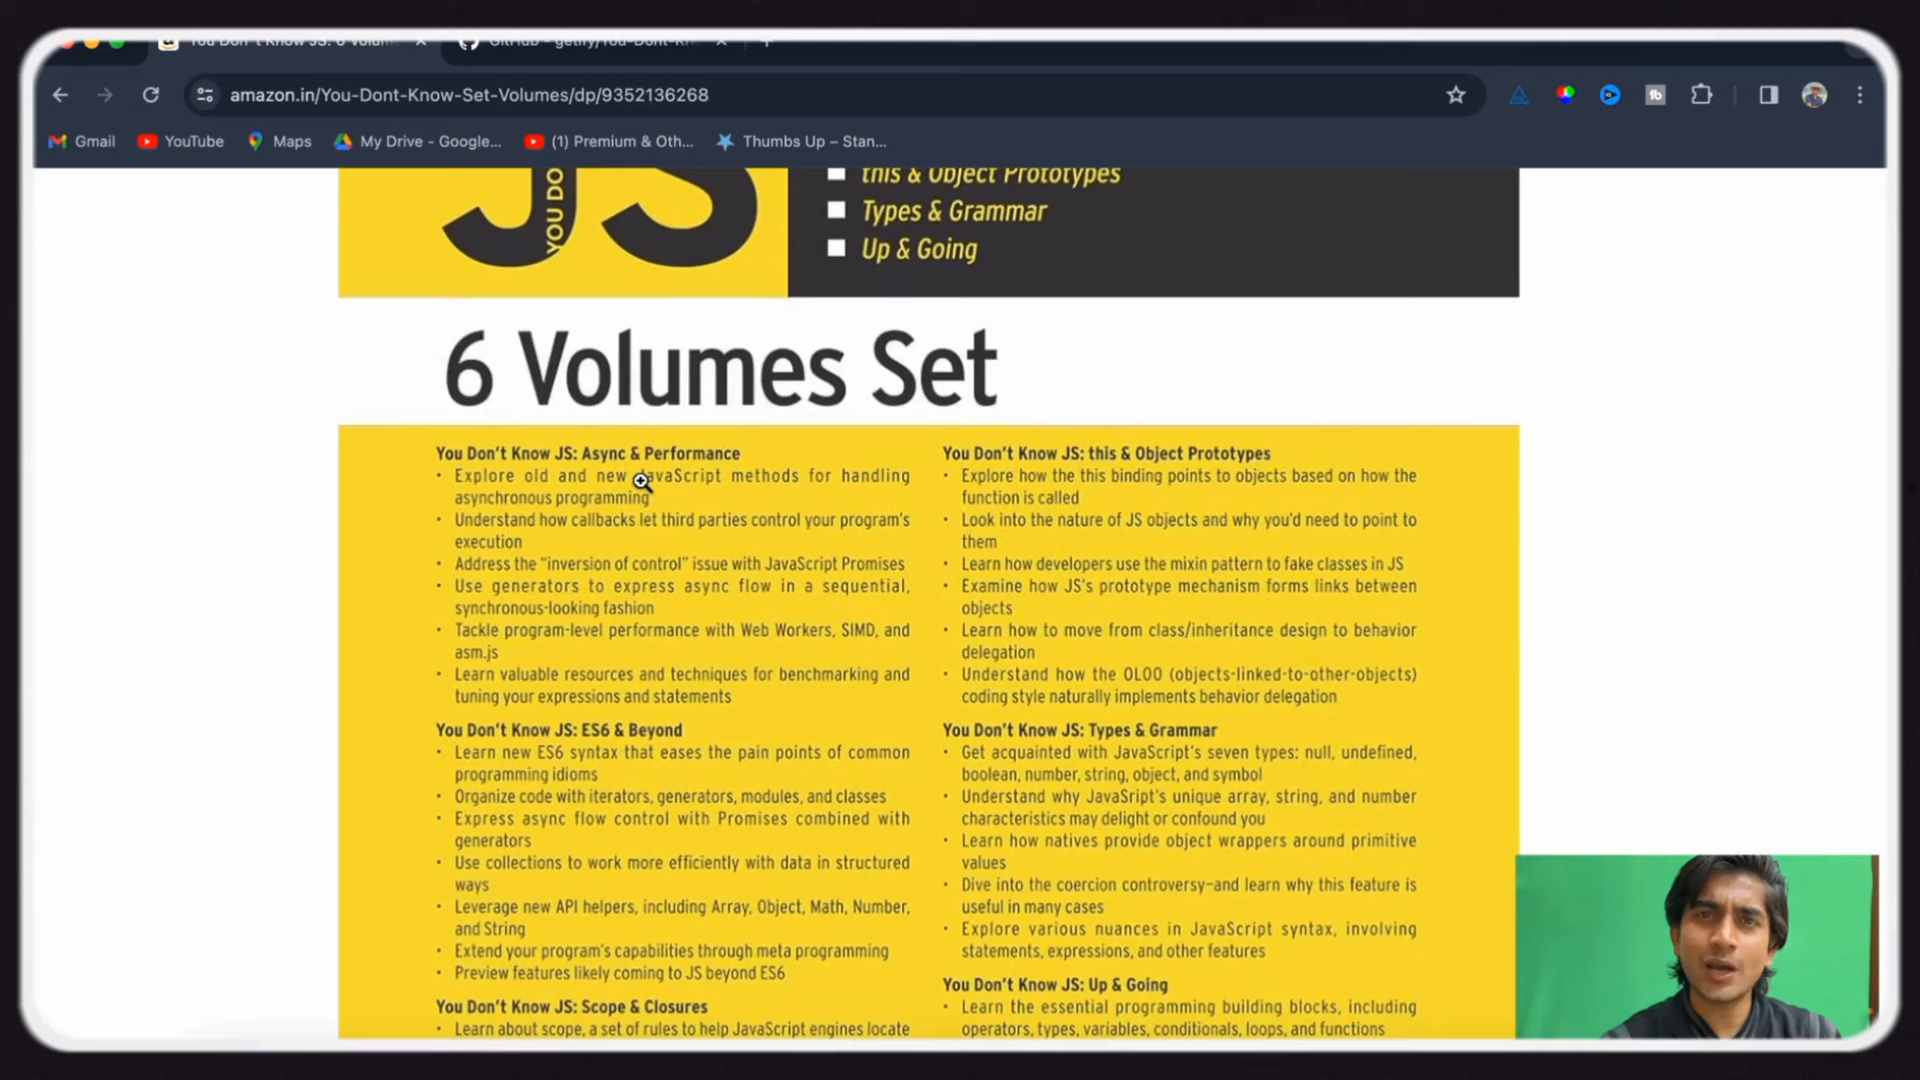 You Don't Know JS: 6 Volum
GitHub - getify/You-Dont-Kn
amazon.in/You-Dont-Know-Set-Volumes/dp/9352136268
Gmail
YouTube
Maps
My Drive - Google...
(1) Premium & Oth...
Thumbs Up – Stan...
JS
YOU DO
this & Object Prototypes
Types & Grammar
Up & Going
6 Volumes Set
You Don't Know JS: Async & Performance
• Explore old and new JavaScript methods for handling
asynchronous programming
• Understand how callbacks let third parties control your program's
execution
• Address the "inversion of control" issue with JavaScript Promises
• Use generators to express async flow in a sequential,
synchronous-looking fashion
• Tackle program-level performance with Web Workers, SIMD, and
asm.js
• Learn valuable resources and techniques for benchmarking and
tuning your expressions and statements
You Don't Know JS: ES6 & Beyond
• Learn new ES6 syntax that eases the pain points of common
programming idioms
• Organize code with iterators, generators, modules, and classes
• Express async flow control with Promises combined with
generators
• Use collections to work more efficiently with data in structured
ways
• Leverage new API helpers, including Array, Object, Math, Number,
and String
• Extend your program's capabilities through meta programming
• Preview features likely coming to JS beyond ES6
You Don't Know JS: Scope & Closures
• Learn about scope, a set of rules to help JavaScript engines locate
You Don't Know JS: this & Object Prototypes
• Explore how the this binding points to objects based on how the
function is called
• Look into the nature of JS objects and why you'd need to point to
them
• Learn how developers use the mixin pattern to fake classes in JS
• Examine how JS's prototype mechanism forms links between
objects
• Learn how to move from class/inheritance design to behavior
delegation
• Understand how the OLOO (objects-linked-to-other-objects)
coding style naturally implements behavior delegation
You Don't Know JS: Types & Grammar
• Get acquainted with JavaScript's seven types: null, undefined,
boolean, number, string, object, and symbol
• Understand why JavaSript's unique array, string, and number
characteristics may delight or confound you
• Learn how natives provide object wrappers around primitive
values
• Dive into the coercion controversy—and learn why this feature is
useful in many cases
• Explore various nuances in JavaScript syntax, involving
statements, expressions, and other features
You Don't Know JS: Up & Going
• Learn the essential programming building blocks, including
operators, types, variables, conditionals, loops, and functions